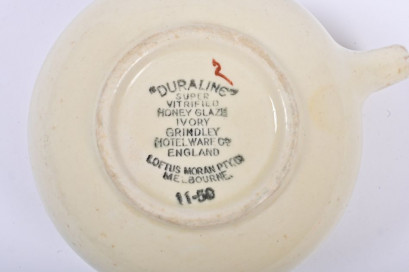 "DURALINE"
SUPER
VITRIFIED
HONEY GLAZE
IVORY
GRINDLEY
HOTELWARE CO
ENGLAND
LOFTUS MORAN PTY LTD
MELBOURNE.
11-50